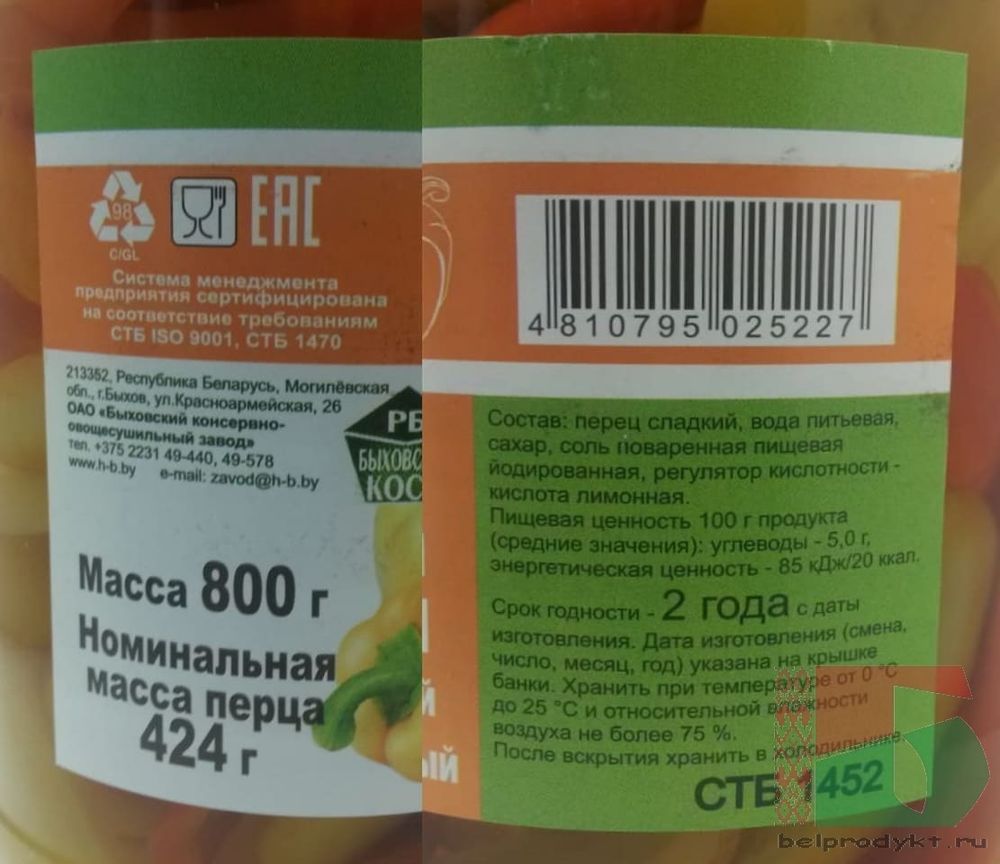 98
C/GL
ЕАС
Система менеджмента
предприятия сертифицирована
на соответствие требованиям
СТБ ISO 9001, СТБ 1470
213352, Республика Беларусь, Могилёвская
обл., г.Быхов, ул.Красноармейская, 26
ОАО «Быховский консервно-
овощесушильный завод»
тел. +375 2231 49-440, 49-578
www.h-b.by e-mail: zavod@h-b.by
РБ
БЫХОВС
КОС
Масса 800 г
Номинальная
масса перца
424 г
й
ый
4 810795 025227
Состав: перец сладкий, вода питьевая,
сахар, соль поваренная пищевая
йодированная, регулятор кислотности -
кислота лимонная.
Пищевая ценность 100 г продукта
(средние значения): углеводы - 5,0 г,
энергетическая ценность - 85 кДж/20 ккал.
Срок годности - 2 года с даты
изготовления. Дата изготовления (смена,
число, месяц, год) указана на крышке
банки. Хранить при температуре от 0 °С
до 25 °С и относительной влажности
воздуха не более 75 %.
После вскрытия хранить в холодильнике.
СТБ 1452
belprodykt.ru